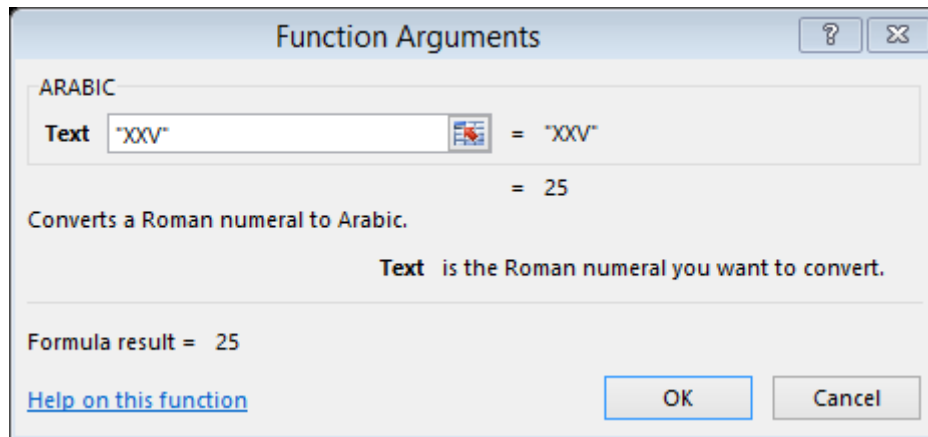 Function Arguments
ARABIC
Text "XXV" = "XXV"
= 25
Converts a Roman numeral to Arabic.
Text is the Roman numeral you want to convert.
Formula result = 25
Help on this function
OK Cancel